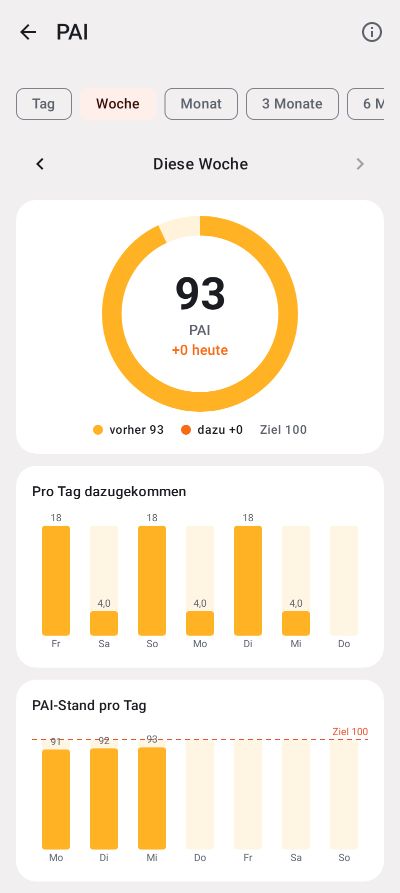 PAI
Tag Woche Monat 3 Monate 6 M
Diese Woche
93
PAI
+0 heute
vorher 93 dazu +0 Ziel 100
Pro Tag dazugekommen
18 18 18
4,0 4,0 4,0
Fr Sa So Mo Di Mi Do
PAI-Stand pro Tag
Ziel 100
91 92 93
Mo Di Mi Do Fr Sa So